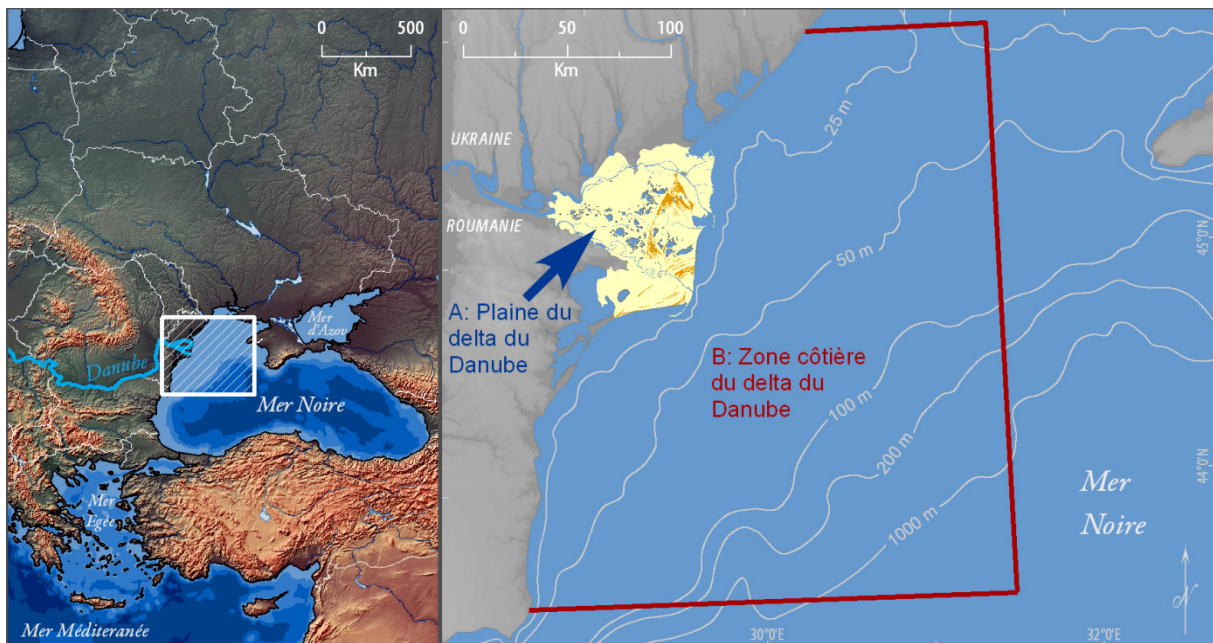 0 500
Km
Mer
d'Azou
Danube
Mer Noire
Mer
Egée
Mer Méditeranée
0 50 100
Km
UKRAINE
ROUMANIE
A: Plaine du
delta du
Danube
B: Zone côtière
du delta du
Danube
25 m
50 m
100 m
200 m
1000 m
Mer
Noire
45°0'N
44°0'N
30°0'E
32°0'E
N